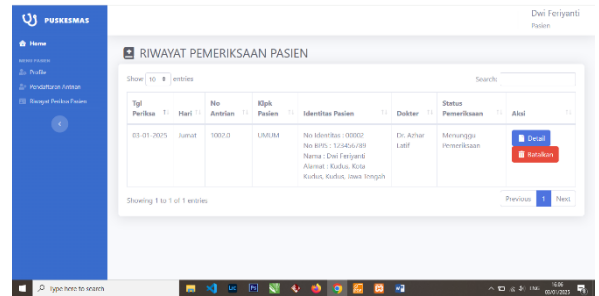 PUSKESMAS
Dwi Feriyanti
Pasien
Home
MENU PASIEN
Profile
Pendaftaran Antrian
Riwayat Periksa Pasien
RIWAYAT PEMERIKSAAN PASIEN
Show 10 entries
Search:
Tgl Periksa Hari No Antrian Klpk Pasien Identitas Pasien Dokter Status Pemeriksaan Aksi
03-01-2025 Jumat UMUM No Identitas : 00002 Dr. Azhar Latif Menunggu Pemeriksaan Detail
No BPJS : 123456789
Nama : Dwi Feriyanti
Batalkan
Alamat : Kudus, Kota
Kudus, Kudus, Jawa Tengah
Showing 1 to 1 of 1 entries
Previous 1 Next
Type here to search